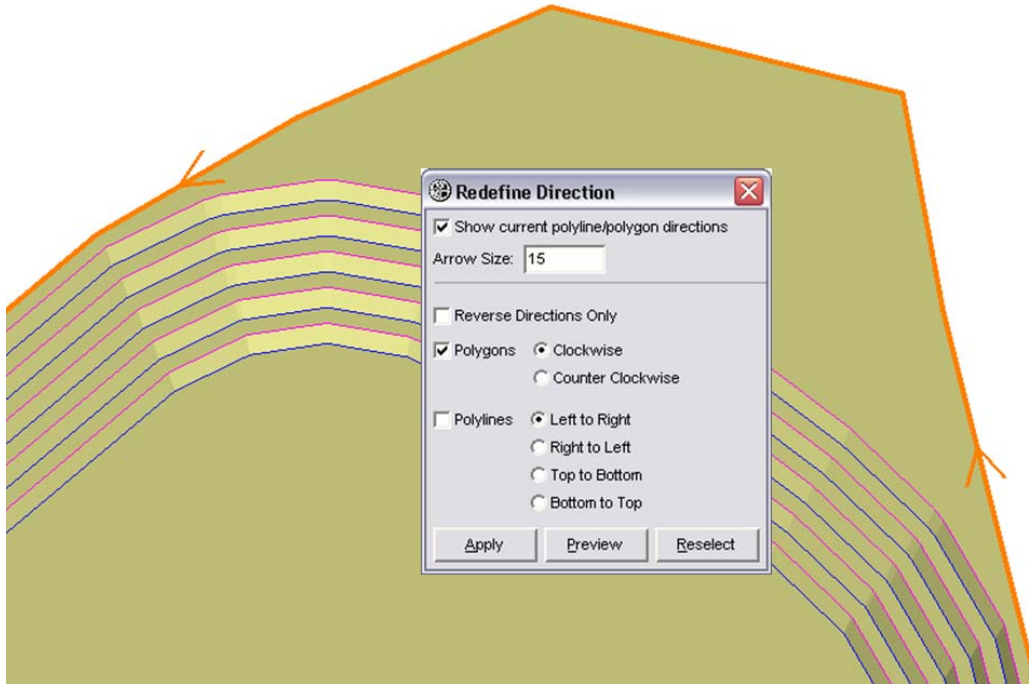 Redefine Direction
Show current polyline/polygon directions
Arrow Size: 15
Reverse Directions Only
Polygons Clockwise
Counter Clockwise
Polylines Left to Right
Right to Left
Top to Bottom
Bottom to Top
Apply Preview Reselect